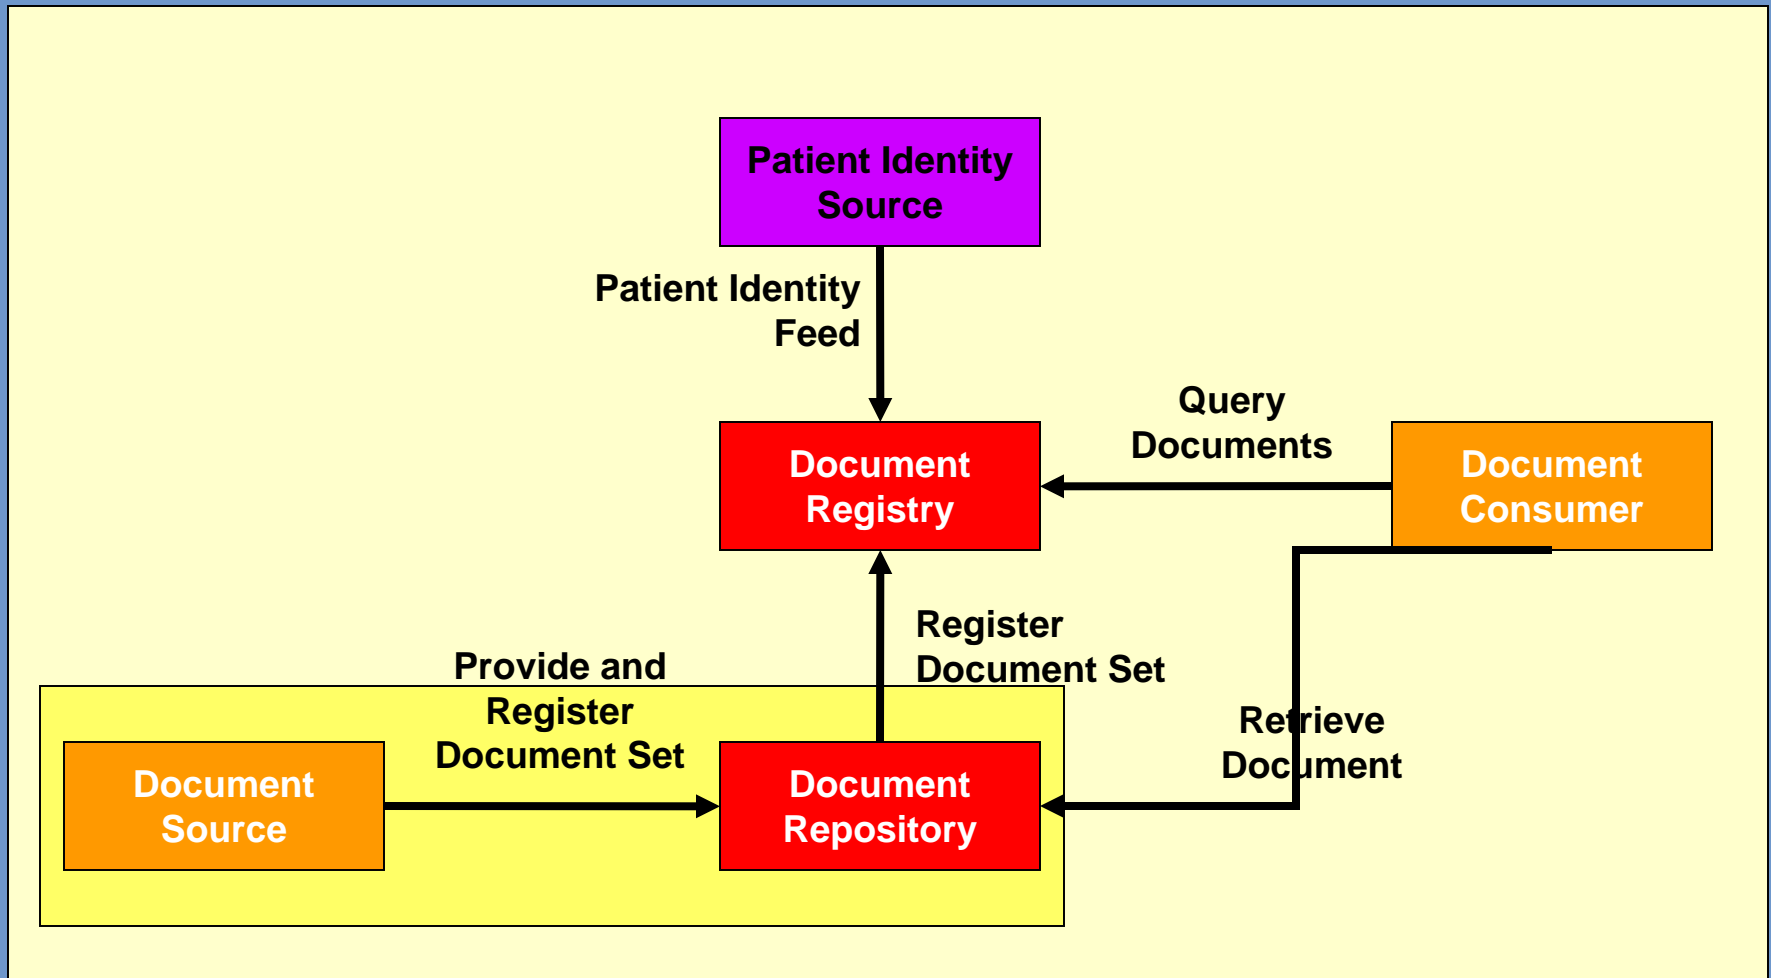 Patient Identity
Source
Patient Identity
Feed
Query
Documents
Document
Registry
Document
Consumer
Register
Document Set
Provide and
Register
Document Set
Retrieve
Document
Document
Source
Document
Repository